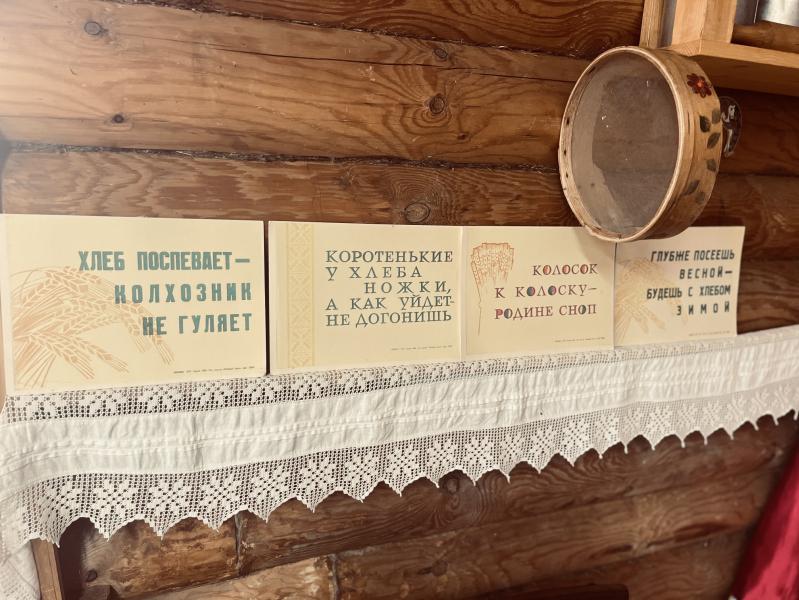 ХЛЕБ ПОСПЕВАЕТ—
КОЛХОЗНИК
НЕ ГУЛЯЕТ
КОРОТЕНЬКИЕ
У ХЛЕБА
НОЖКИ,
А КАК УЙДЕТ-
НЕ ДОГОНИШЬ
КОЛОСОК
К КОЛОСКУ—
РОДИНЕ СНОП
ГЛУБЖЕ ПОСЕЕШЬ
ВЕСНОЙ—
БУДЕШЬ С ХЛЕБОМ
ЗИМОЙ